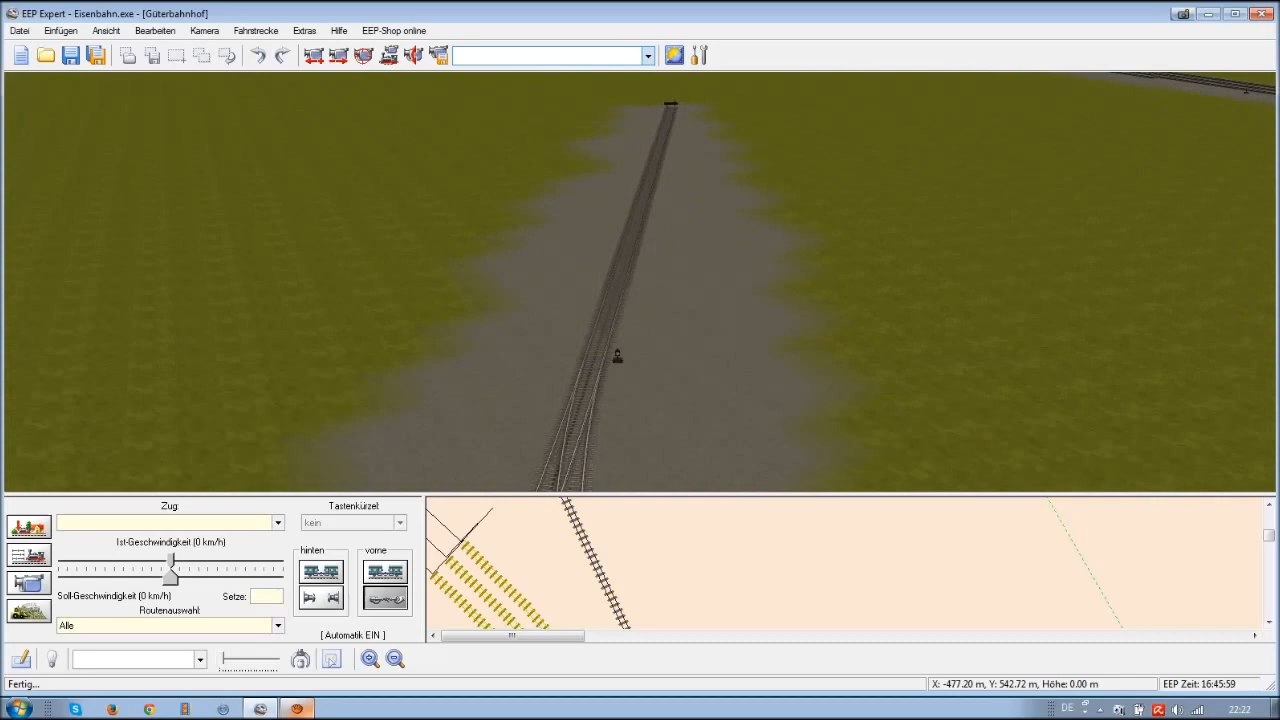 EEP Expert - Eisenbahn.exe - [Güterbahnhof]
Datei Einfügen Ansicht Bearbeiten Kamera Fahrstrecke Extras Hilfe EEP-Shop online
Zug:
Tastenkürzel:
kein
Ist-Geschwindigkeit (0 km/h)
hinten
vorne
Soll-Geschwindigkeit (0 km/h)
Setze:
Routenauswahl:
Alle
[ Automatik EIN ]
Fertig...
X: -477.20 m, Y: 542.72 m, Höhe: 0.00 m
EEP Zeit: 16:45:59
DE
22:22